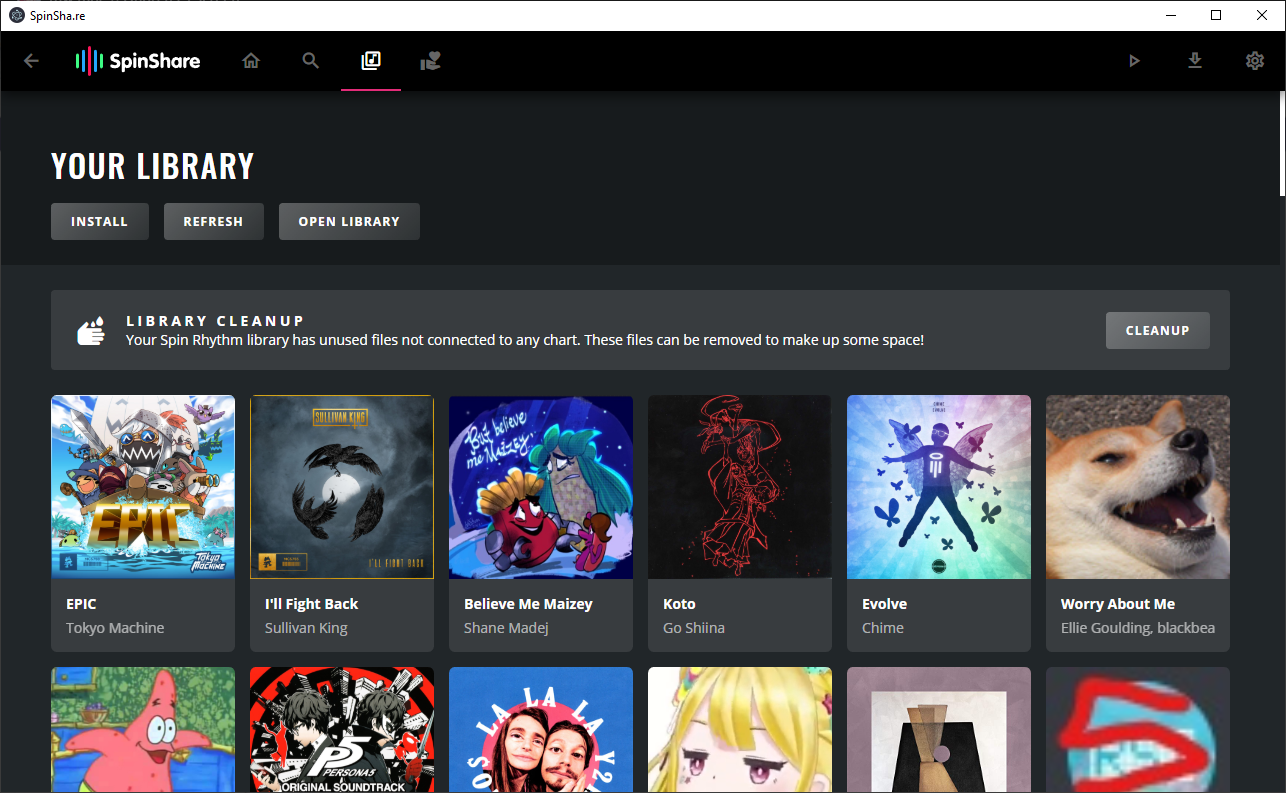 SpinSha.re
SpinShare
YOUR LIBRARY
INSTALL
REFRESH
OPEN LIBRARY
LIBRARY CLEANUP
Your Spin Rhythm library has unused files not connected to any chart. These files can be removed to make up some space!
CLEANUP
EPIC
TOKYO MACHINE
SULLIVAN KING
I'LL FIGHT BACK
But believe
me Maizey,
EPIC
Tokyo Machine
I'll Fight Back
Sullivan King
Believe Me Maizey
Shane Madej
Koto
Go Shiina
Evolve
Chime
Worry About Me
Ellie Goulding, blackbea
P5
PERSONA5
ORIGINAL SOUNDTRACK
LA LA LA